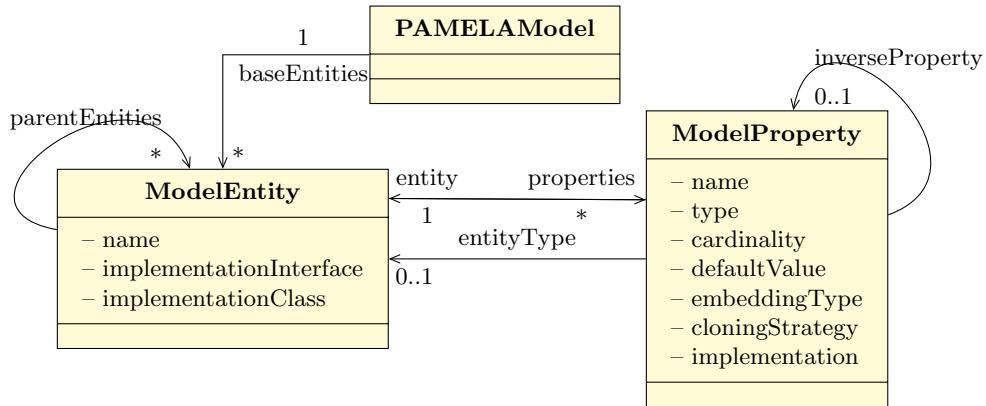 PAMELAModel
1
baseEntities
*
parentEntities
*
ModelEntity
– name
– implementationInterface
– implementationClass
entity
properties
1
*
entityType
0..1
inverseProperty
0..1
ModelProperty
– name
– type
– cardinality
– defaultValue
– embeddingType
– cloningStrategy
– implementation